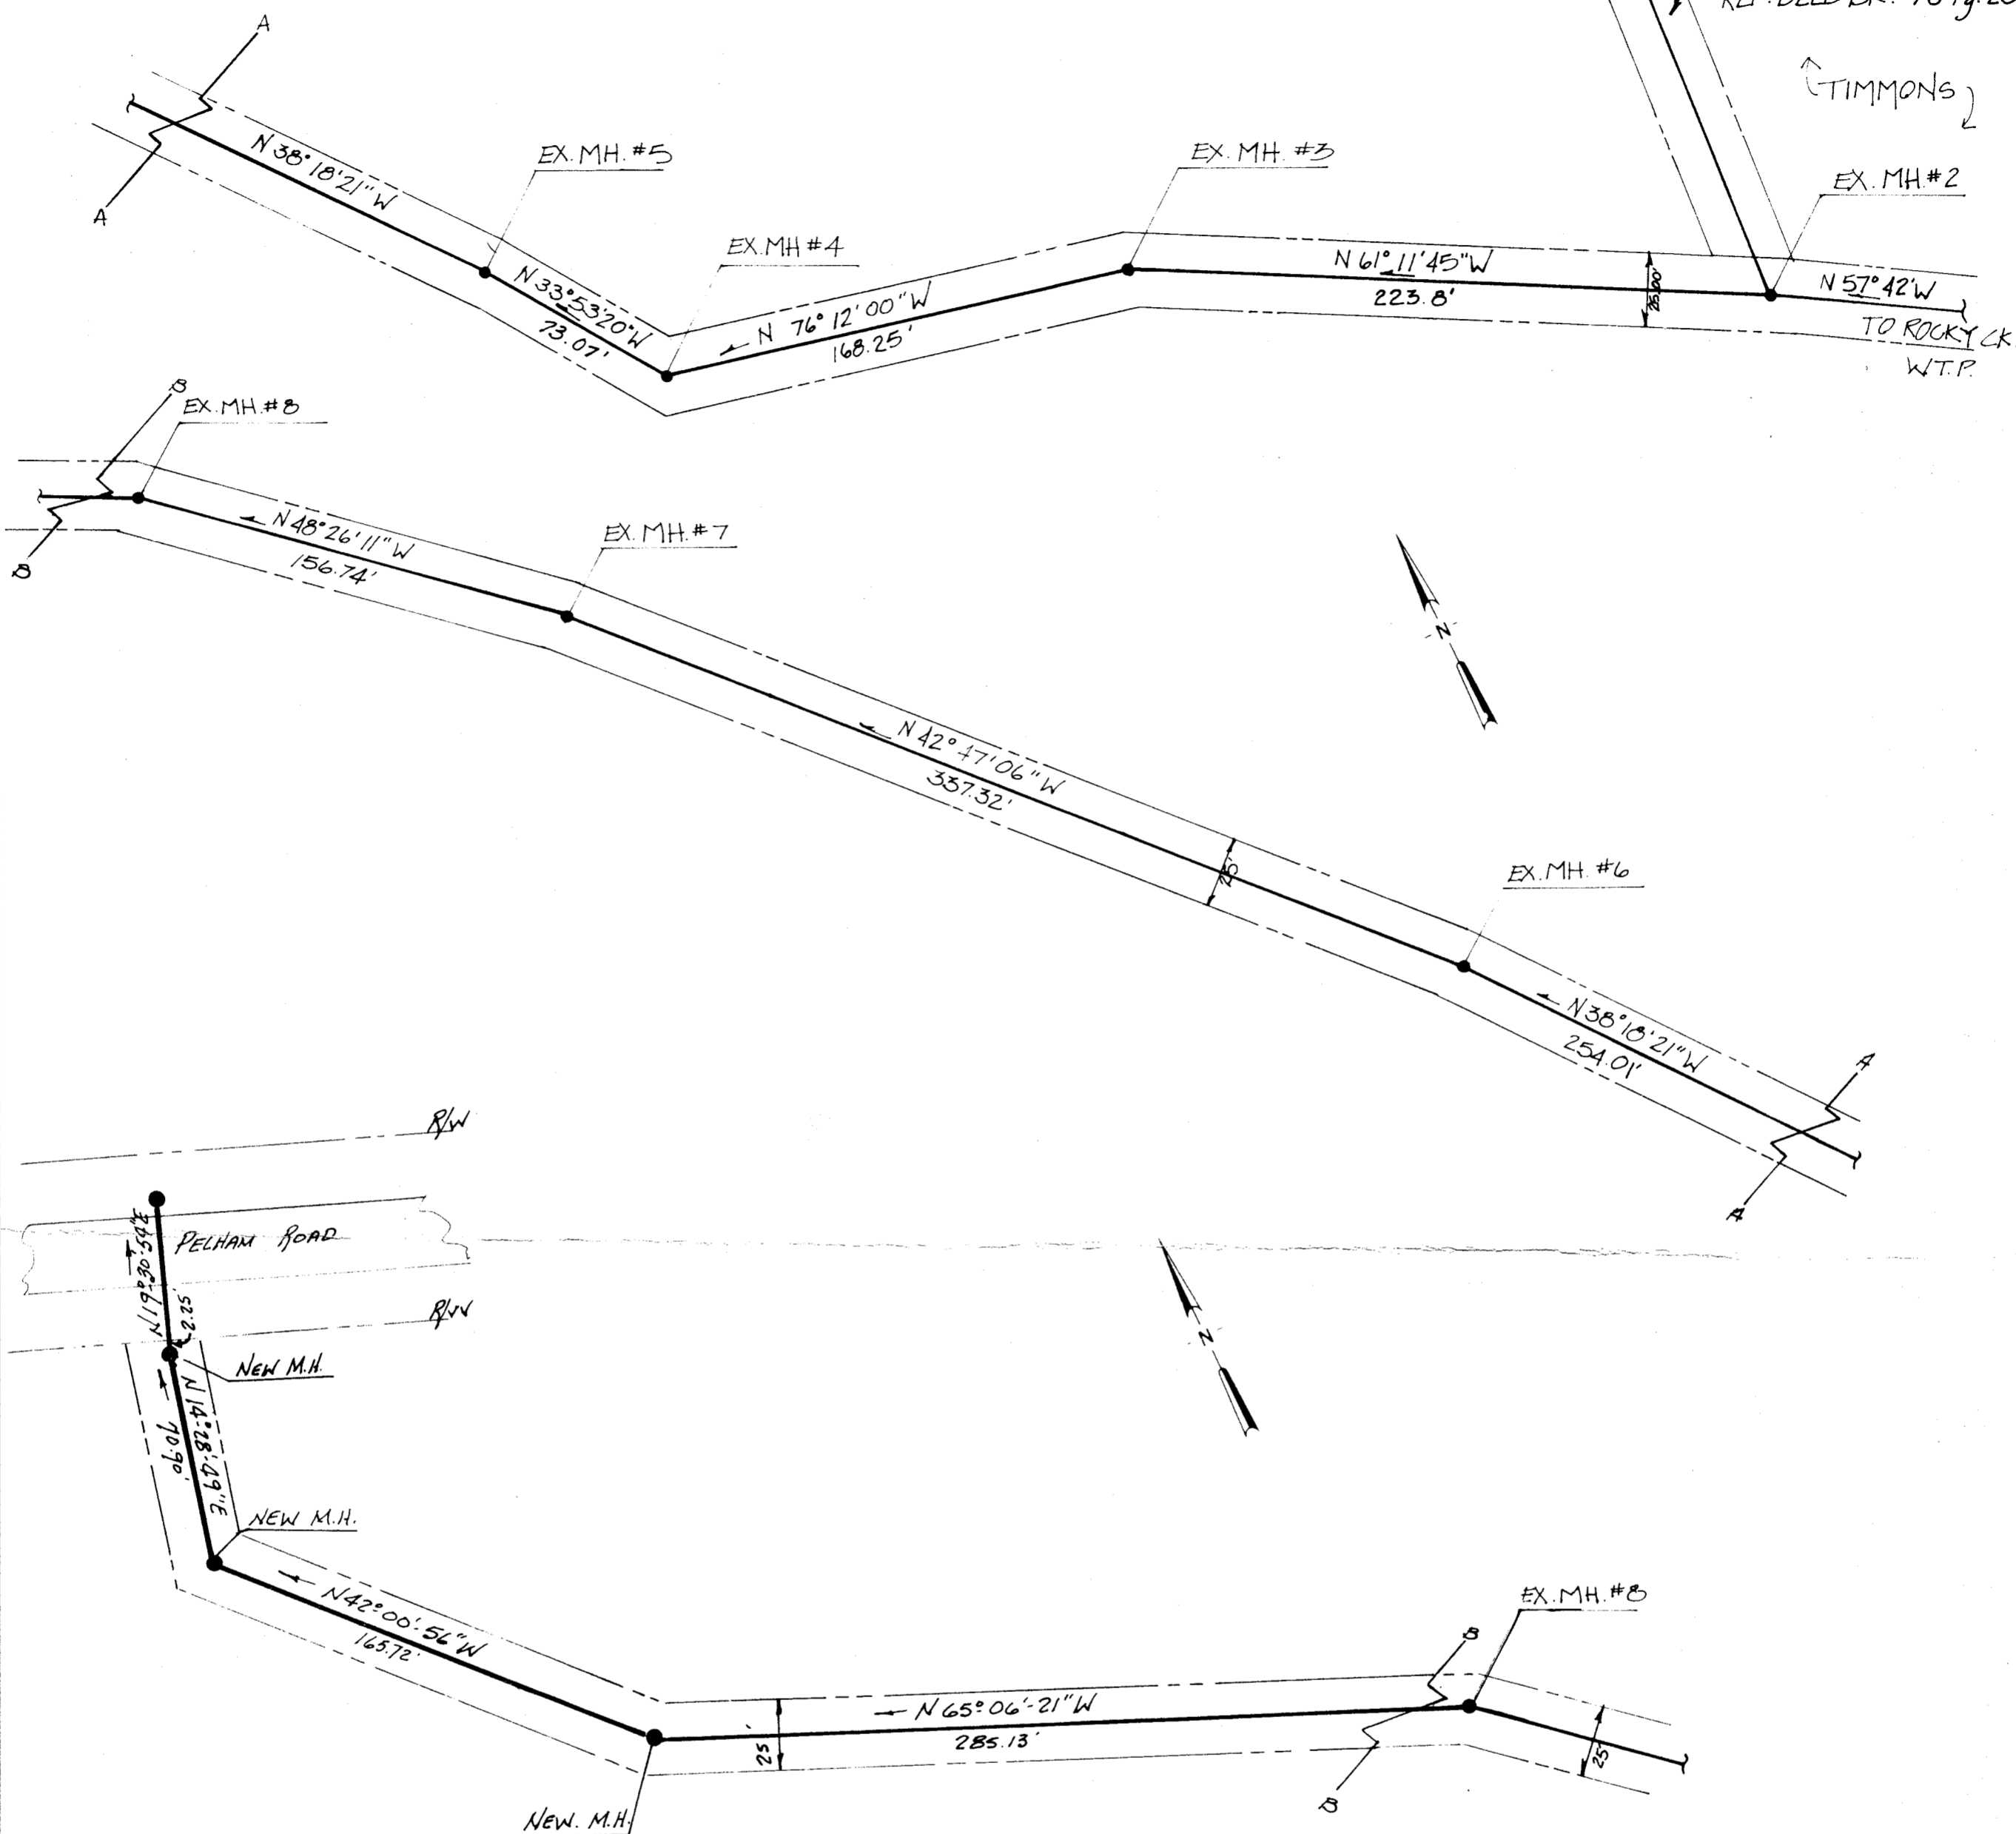 REF. DEED BK.
TIMMONS
A
A
N 38° 18' 21" W
EX. MH. #5
EX. MH #4
EX. MH. #3
EX. MH. #2
N 33° 53' 20" W
73.07'
N 76° 12' 00" W
168.25'
N 61° 11' 45" W
223.8'
25.00'
N 57° 42' W
TO ROCKY CK
W.T.P.
B
B
EX. MH. #8
N 48° 26' 11" W
156.74'
EX. MH. #7
N
N 42° 47' 06" W
337.32'
25'
EX. MH. #6
N 38° 18' 21" W
254.01'
A
A
R/W
PELHAM ROAD
N 19° 30' 59" E
52.2'
R/W
NEW M.H.
N 14° 28' 49" E
70.90'
N
NEW M.H.
N 42° 00' 56" W
165.72'
EX. MH. #8
B
B
N 65° 06'-21" W
285.13'
25'
25'
NEW. M.H.